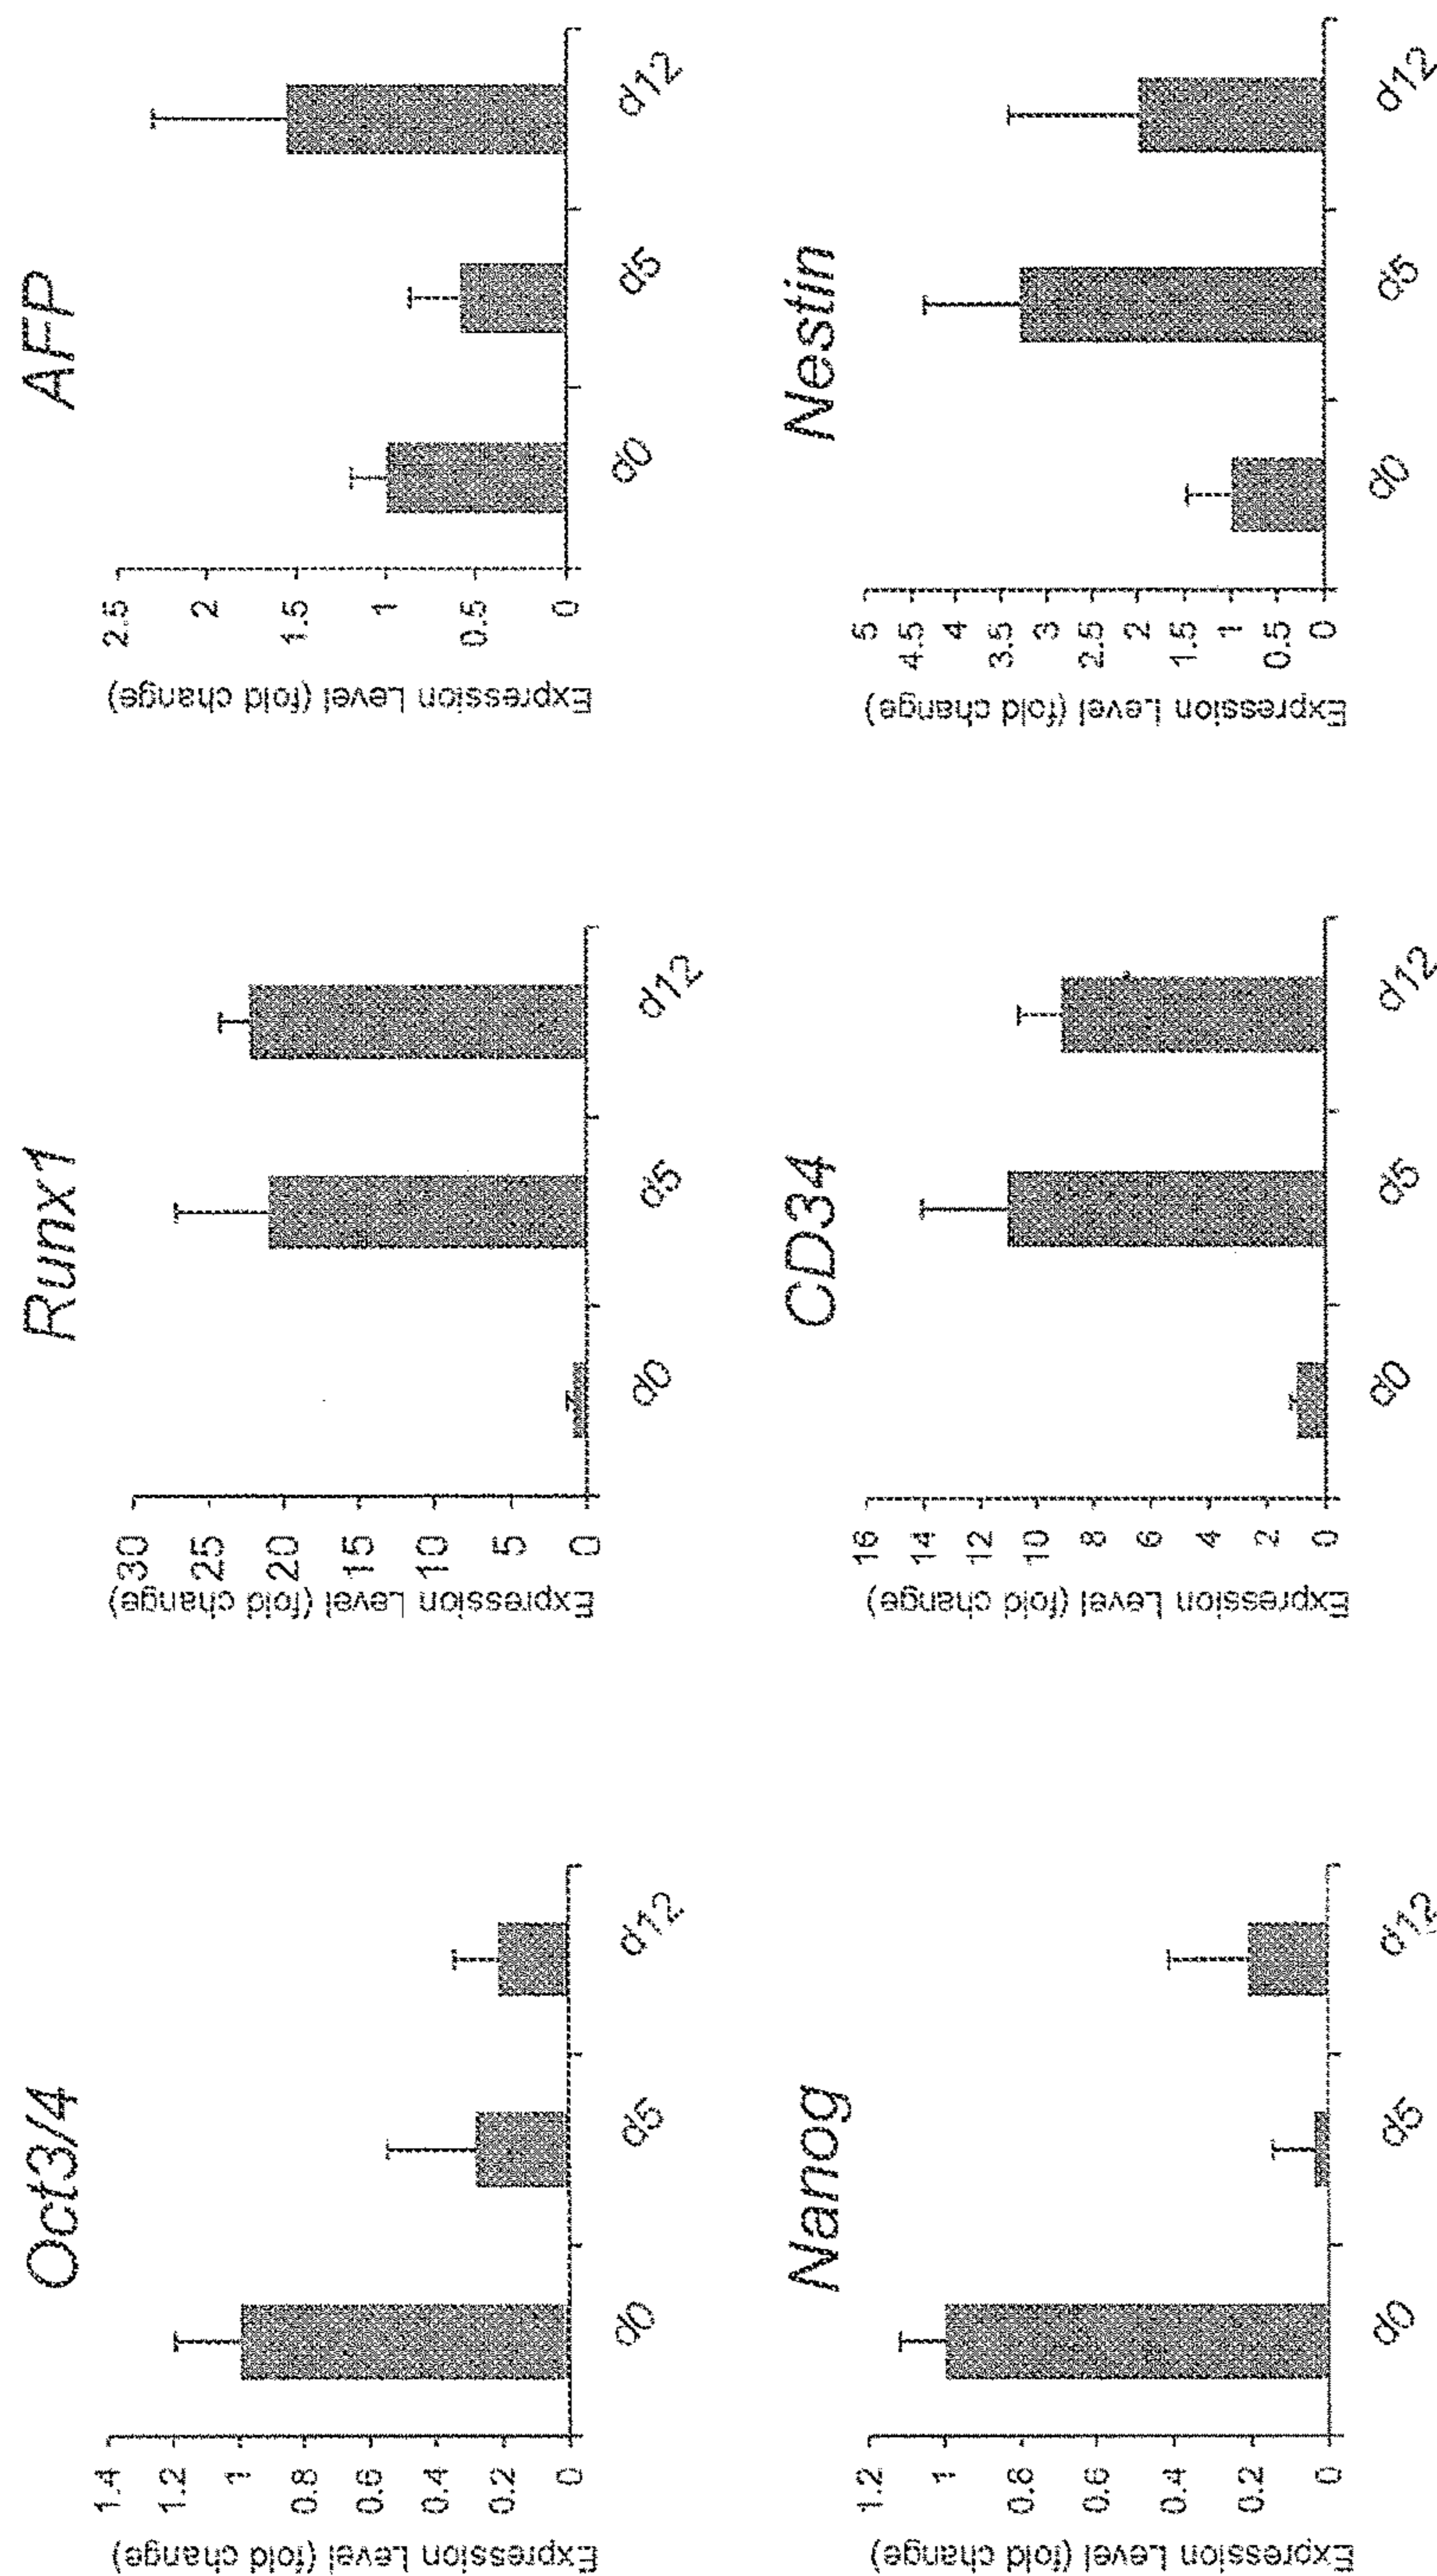 Oct3/4
Expression Level (fold change)
1.4
1.2
1
0.8
0.6
0.4
0.2
0
d0
d5
d12
Runx1
Expression Level (fold change)
30
25
20
15
10
5
0
d0
d5
d12
AFP
Expression Level (fold change)
2.5
2
1.5
1
0.5
0
d0
d5
d12
Nanog
Expression Level (fold change)
1.2
1
0.8
0.6
0.4
0.2
0
d0
d5
d12
CD34
Expression Level (fold change)
16
14
12
10
8
6
4
2
0
d0
d5
d12
Nestin
Expression Level (fold change)
5
4.5
4
3.5
3
2.5
2
1.5
1
0.5
0
d0
d5
d12